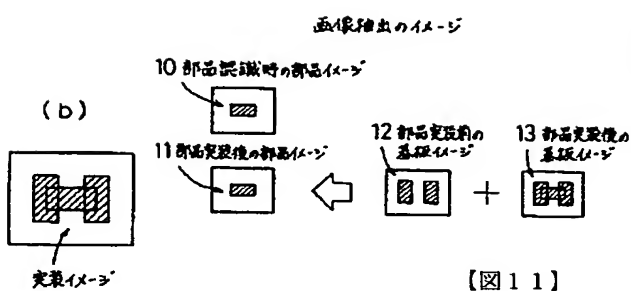 画像抽出のイメージ
10 部品認識時の部品イメージ
(b)
11 部品実装後の部品イメージ
12 部品実装前の
基板イメージ
13 部品実装後の
基板イメージ
+
実装イメージ
【図11】